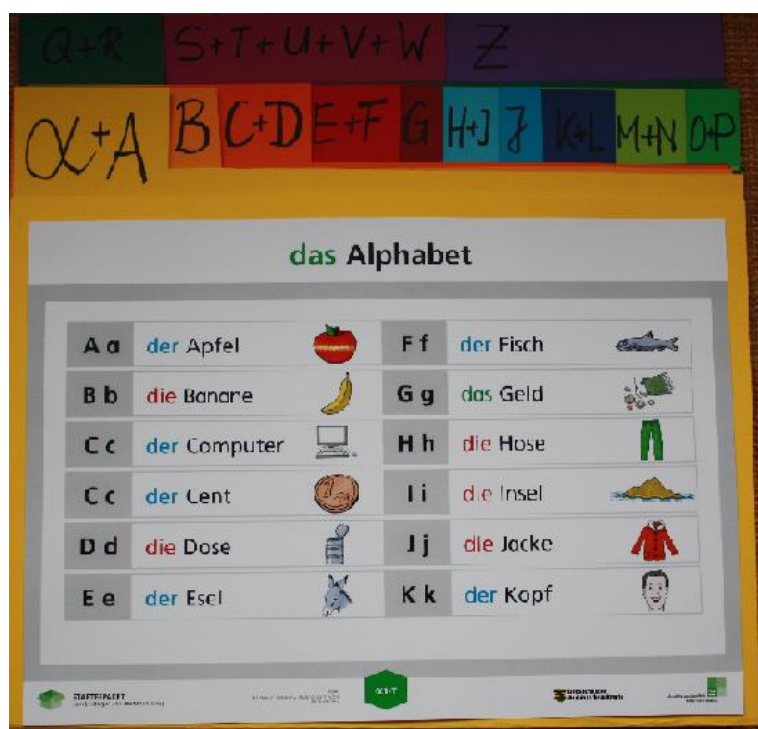 Q+R S+T+U+V+W Z
α+A B C+D E+F G H+J J K+L M+N O+P
das Alphabet
A a der Apfel
B b die Banane
C c der Computer
C c der Cent
D d die Dose
E e der Esel
F f der Fisch
G g das Geld
H h die Hose
I i die Insel
J j die Jacke
K k der Kopf
STARTERPAKET